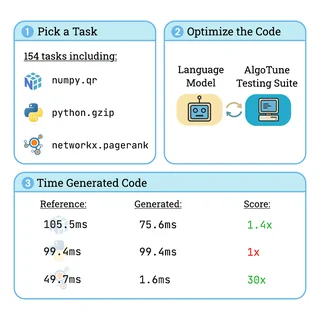 1 Pick a Task
154 tasks including:
numpy.qr
python.gzip
networkx.pagerank
2 Optimize the Code
Language Model
AlgoTune Testing Suite
3 Time Generated Code
Reference: Generated: Score:
105.5ms 75.6ms 1.4x
99.4ms 99.4ms 1x
49.7ms 1.6ms 30x